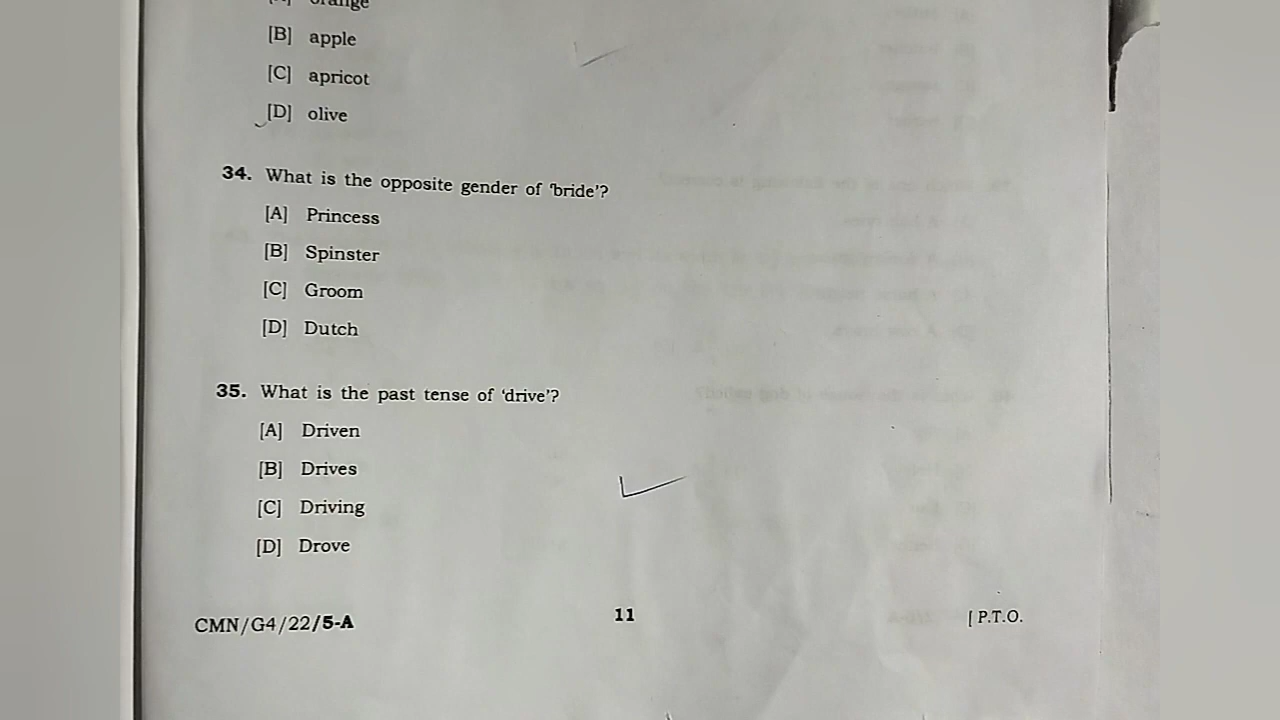 orange
[B] apple
[C] apricot
[D] olive
34. What is the opposite gender of 'bride'?
[A] Princess
[B] Spinster
[C] Groom
[D] Dutch
35. What is the past tense of 'drive'?
[A] Driven
[B] Drives
[C] Driving
[D] Drove
CMN/G4/22/5-A 11 [ P.T.O.